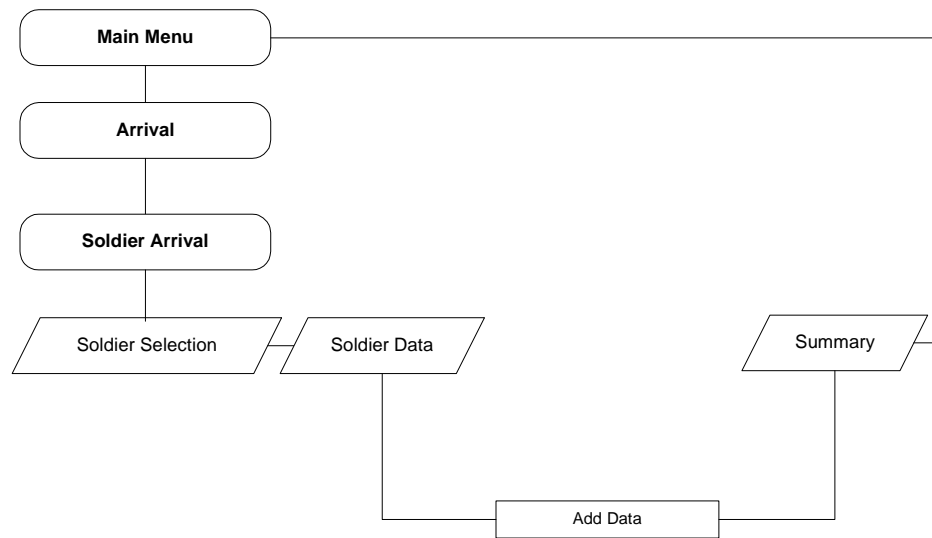 Main Menu
Arrival
Soldier Arrival
Soldier Selection
Soldier Data
Summary
Add Data